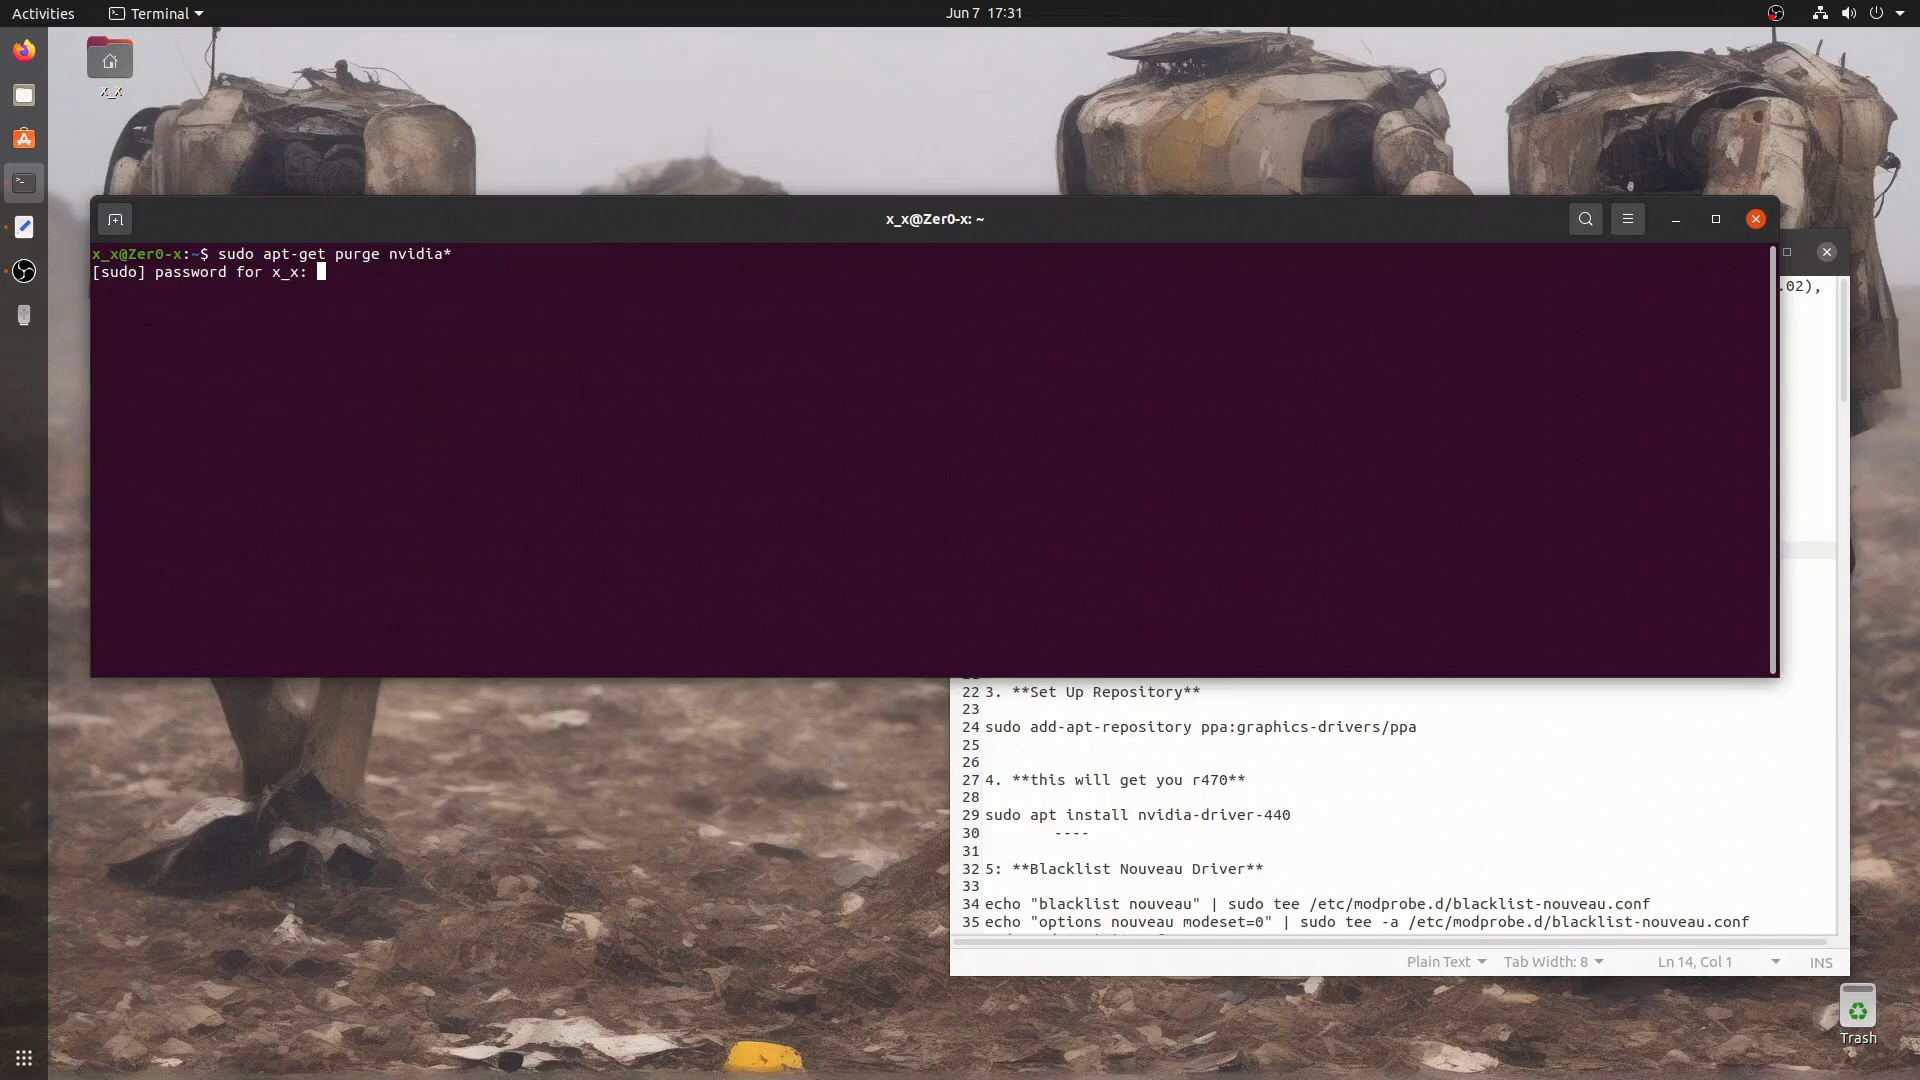 Activities
Terminal
Jun 7 17:31
x_x
x_x@Zer0-x: ~
x_x@Zer0-x:~$ sudo apt-get purge nvidia*
[sudo] password for x_x:
.02),
22 3. **Set Up Repository**
23
24 sudo add-apt-repository ppa:graphics-drivers/ppa
25
26
27 4. **this will get you r470**
28
29 sudo apt install nvidia-driver-440
30 ----
31
32 5: **Blacklist Nouveau Driver**
33
34 echo "blacklist nouveau" | sudo tee /etc/modprobe.d/blacklist-nouveau.conf
35 echo "options nouveau modeset=0" | sudo tee -a /etc/modprobe.d/blacklist-nouveau.conf
Plain Text
Tab Width: 8
Ln 14, Col 1
INS
Trash